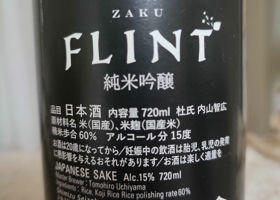 ZAKU
FLINT
純米吟醸
品目 日本酒 内容量 720ml 杜氏 内山智広
原材料名 米(国産)、米麹(国産米)
精米歩合60% アルコール分 15度
お酒は20歳になってから/妊娠中の飲酒は胎児、乳児の発育
に悪影響を与えるおそれがあります/お酒は楽しく適量を
JAPANESE SAKE Alc.15% 720ml
Master Brewer : Tomohiro Uchiyama
Rice, Koji Rice Rice polishing rate 60%